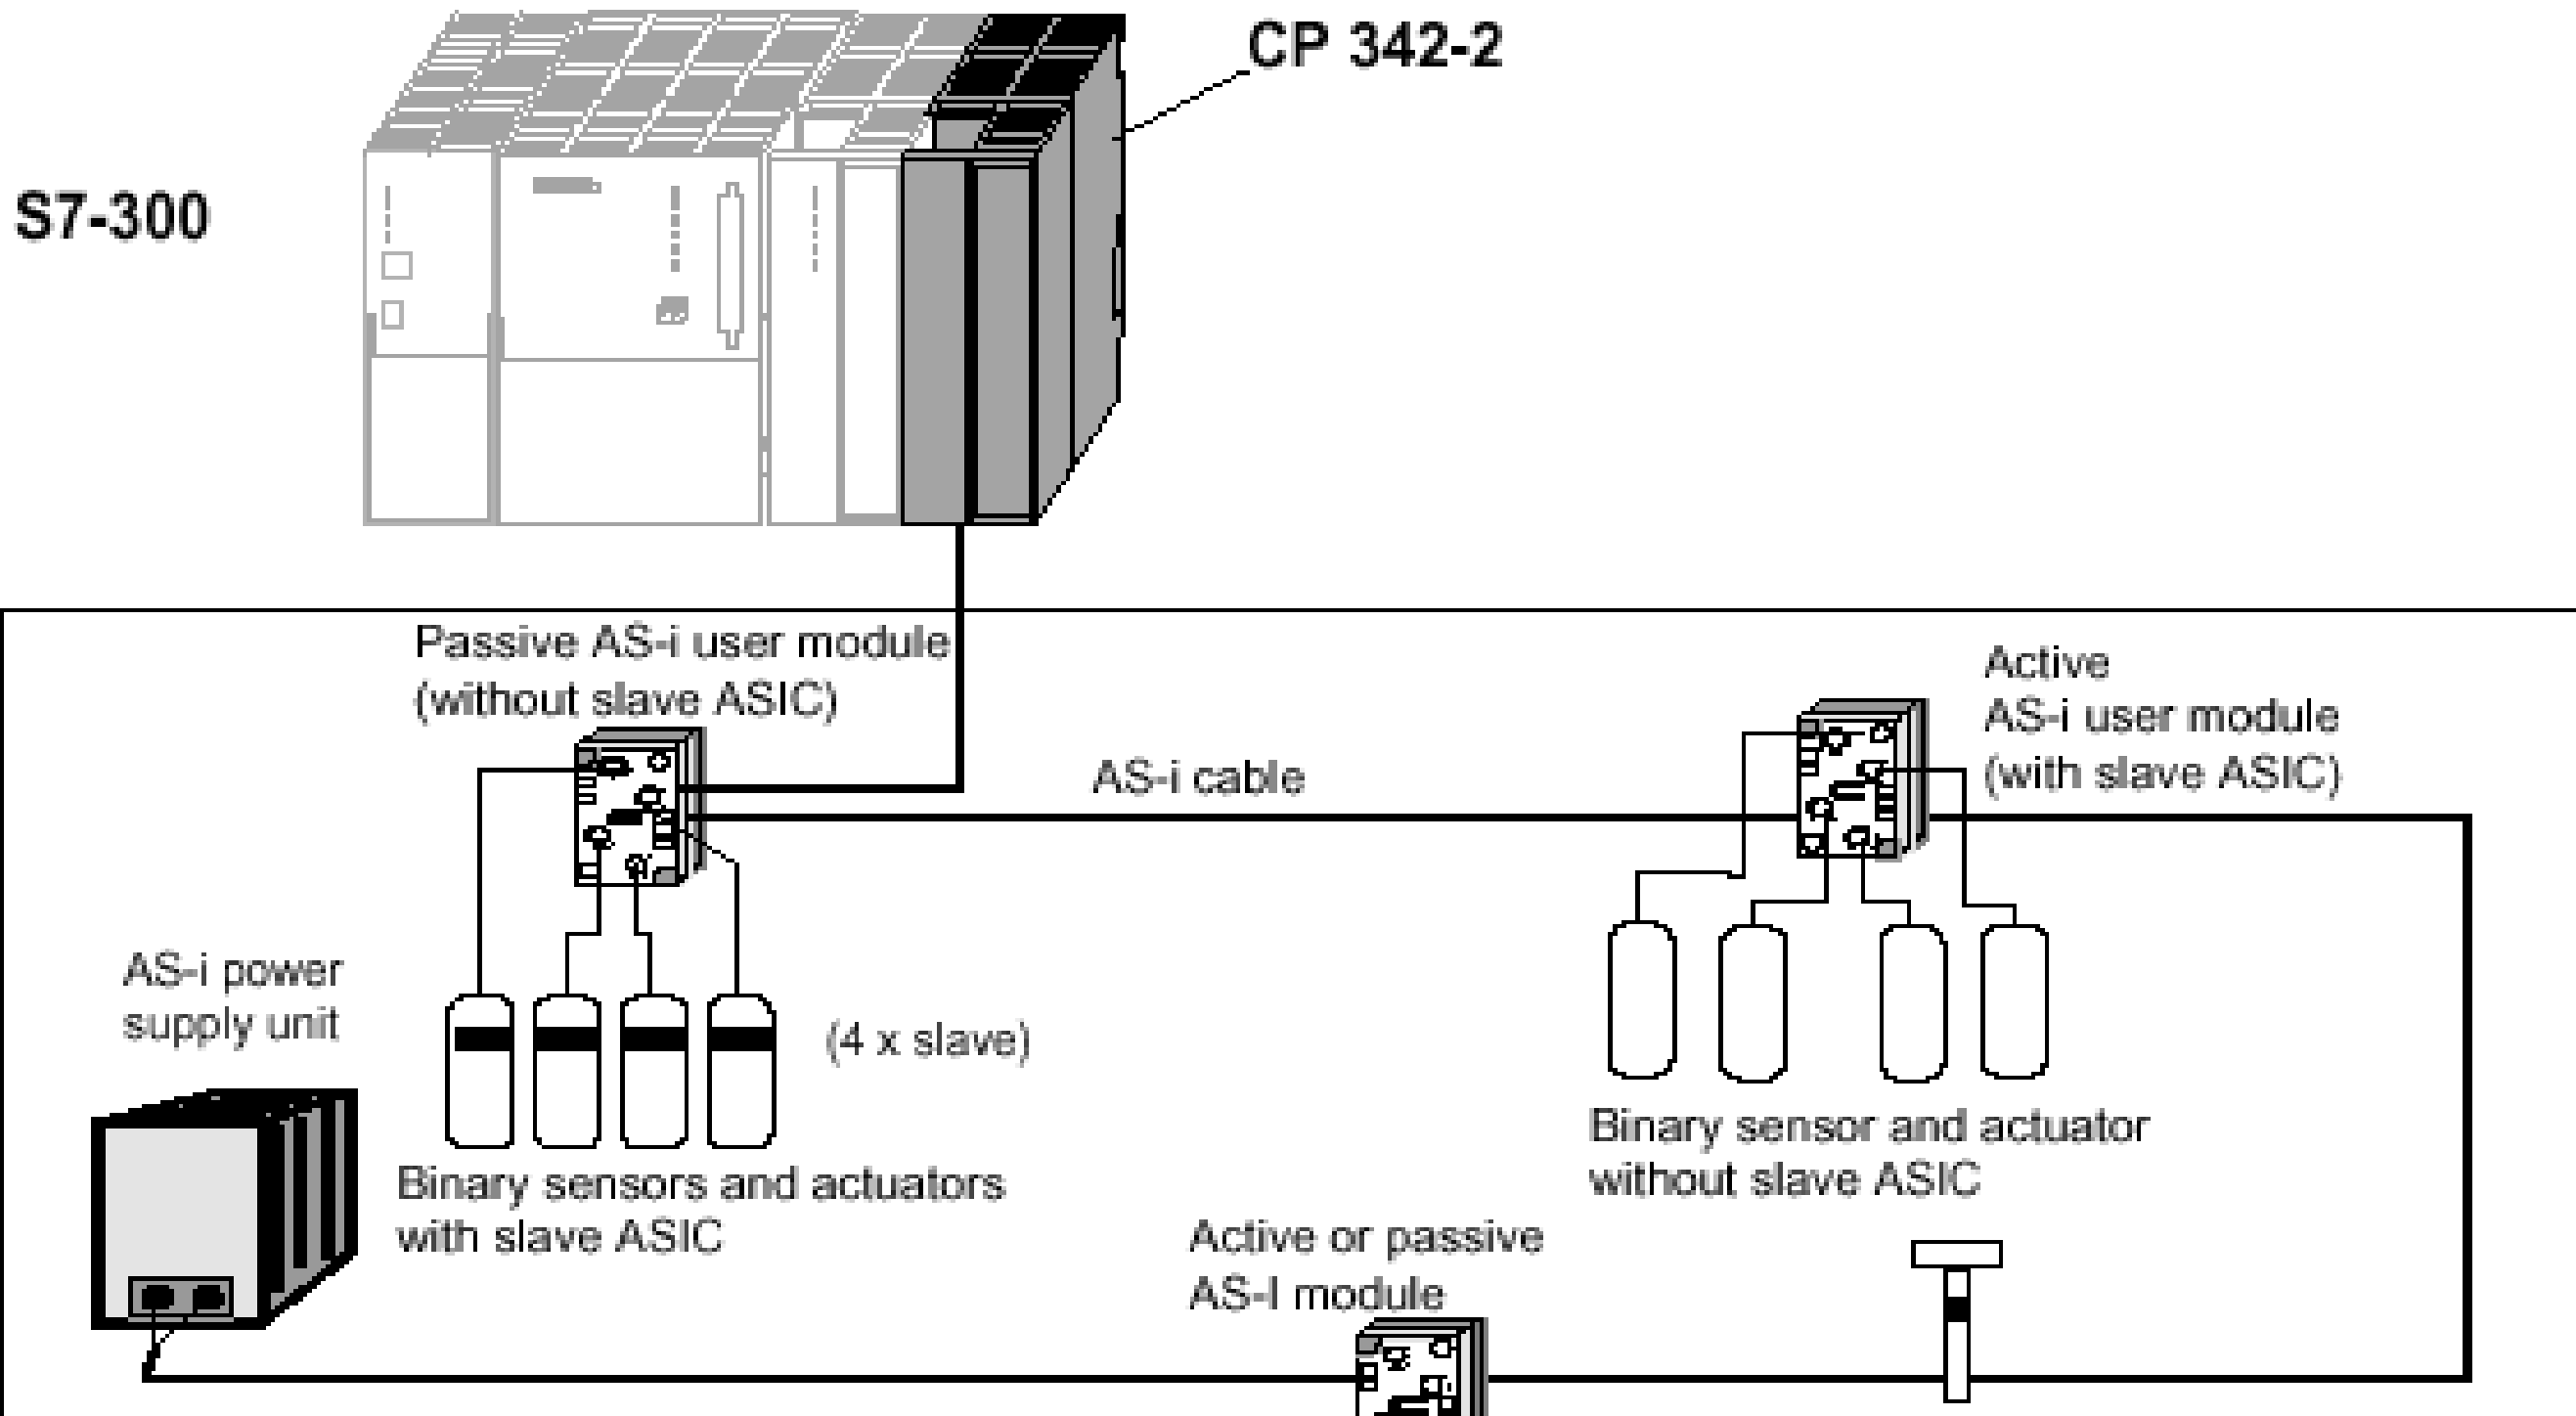 CP 342-2
S7-300
Passive AS-i user module
(without slave ASIC)
Active
AS-i user module
(with slave ASIC)
AS-i cable
AS-i power
supply unit
(4 x slave)
Binary sensors and actuators
with slave ASIC
Binary sensor and actuator
without slave ASIC
Active or passive
AS-I module